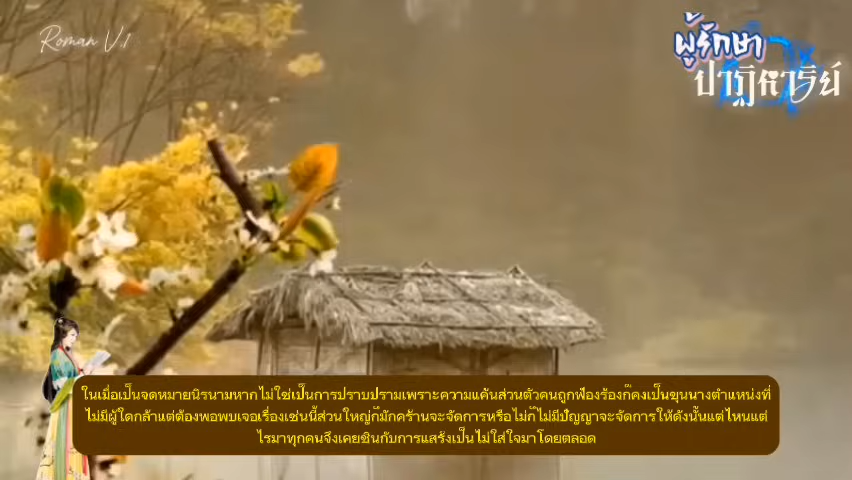 Roman V.1
ผู้รักษา
ปาฏิหาริย์
ในเมื่อเป็นจดหมายนิรนามหากไม่ใช่เป็นการปราบปรามเพราะความแค้นส่วนตัวคนถูกฟ้องร้องก็คงเป็นขุนนางตำแหน่งที่
ไม่มีผู้ใดกล้าแต่ต้องพอพบเจอเรื่องเช่นนี้ส่วนใหญ่ก็มักคร้านจะจัดการหรือไม่ก็ไม่มีปัญญาจะจัดการให้ดังนั้นแต่ไหนแต่
ไรมาทุกคนจึงเคยชินกับการแสร้งเป็นไม่ใส่ใจมาโดยตลอด